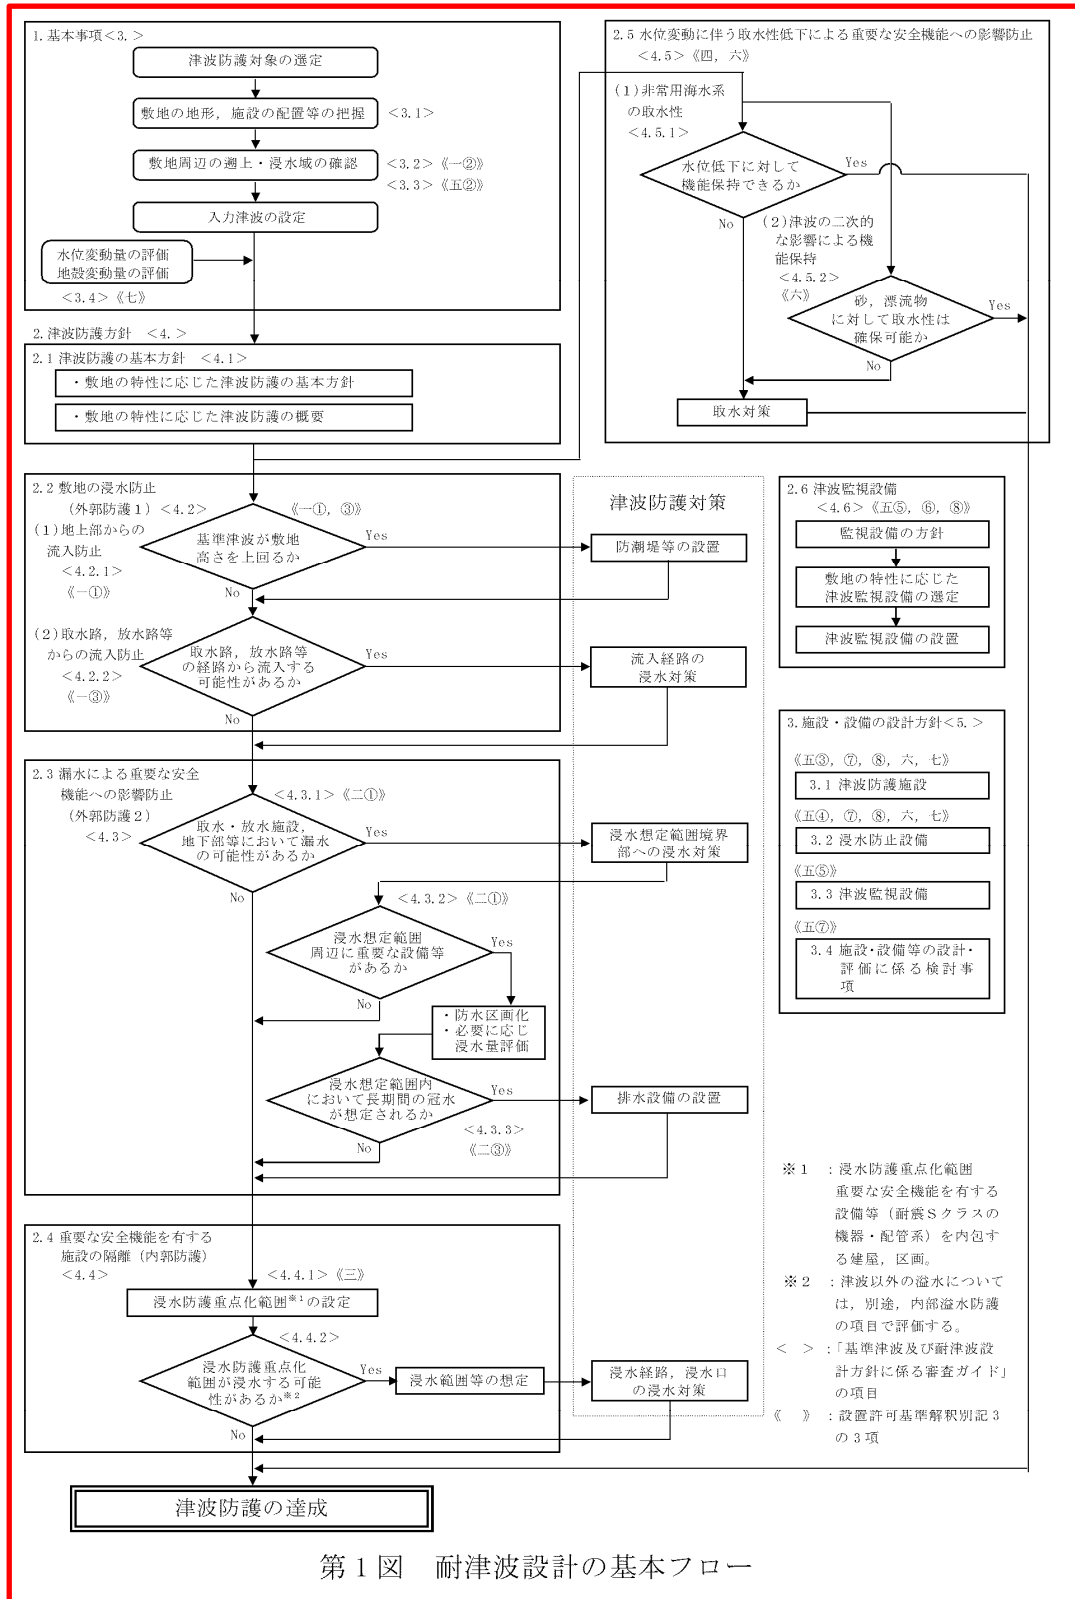 1.基本事項<3.>
津波防護対象の選定
敷地の地形，施設の配置等の把握
<3.1>
敷地周辺の遡上・浸水域の確認
<3.2>《一②》
<3.3>《五②》
入力津波の設定
水位変動量の評価
地殻変動量の評価
<3.4>《七》
2.津波防護方針　<4.>
2.1 津波防護の基本方針　<4.1>
・敷地の特性に応じた津波防護の基本方針
・敷地の特性に応じた津波防護の概要
2.2 敷地の浸水防止
（外郭防護１）<4.2>
《一①，③》
(１)地上部からの
流入防止
<4.2.1>
《一①》
基準津波が敷地
高さを上回るか
Yes
No
(２)取水路，放水路等
からの流入防止
<4.2.2>
《一③》
取水路，放水路等
の経路から流入する
可能性があるか
Yes
No
2.3 漏水による重要な安全
機能への影響防止
（外郭防護２）
<4.3>
<4.3.1>《二①》
取水・放水施設，
地下部等において漏水
の可能性があるか
Yes
No
<4.3.2>《二①》
浸水想定範囲
周辺に重要な設備等
があるか
Yes
No
・防水区画化
・必要に応じ
浸水量評価
浸水想定範囲内
において長期間の冠水
が想定されるか
Yes
<4.3.3>
《二③》
No
2.4 重要な安全機能を有する
施設の隔離（内郭防護）
<4.4>
<4.4.1>《三》
浸水防護重点化範囲※１の設定
<4.4.2>
浸水防護重点化
範囲が浸水する可能
性があるか※２
Yes
No
浸水範囲等の想定
津波防護の達成
津波防護対策
防潮堤等の設置
流入経路の
浸水対策
浸水想定範囲境界
部への浸水対策
排水設備の設置
浸水経路，浸水口
の浸水対策
2.5 水位変動に伴う取水性低下による重要な安全機能への影響防止
<4.5>《四，六》
(１)非常用海水系
の取水性
<4.5.1>
水位低下に対して
機能保持できるか
Yes
No
(２)津波の二次的
な影響による機
能保持
<4.5.2>
《六》
砂，漂流物
に対して取水性は
確保可能か
Yes
No
取水対策
2.6 津波監視設備
<4.6>《五⑤，⑥，⑧》
監視設備の方針
敷地の特性に応じた
津波監視設備の選定
津波監視設備の設置
3.施設・設備の設計方針<5.>
《五③，⑦，⑧，六，七》
3.1 津波防護施設
《五④，⑦，⑧，六，七》
3.2 浸水防止設備
《五⑤》
3.3 津波監視設備
《五⑦》
3.4 施設・設備等の設計・
評価に係る検討事
項
※１　：浸水防護重点化範囲
重要な安全機能を有する
設備等（耐震Ｓクラスの
機器・配管系）を内包す
る建屋，区画。
※２　：津波以外の溢水について
は，別途，内部溢水防護
の項目で評価する。
<　>：「基準津波及び耐津波設
計方針に係る審査ガイド」
の項目
《　》：設置許可基準解釈別記３
の３項
第１図　耐津波設計の基本フロー